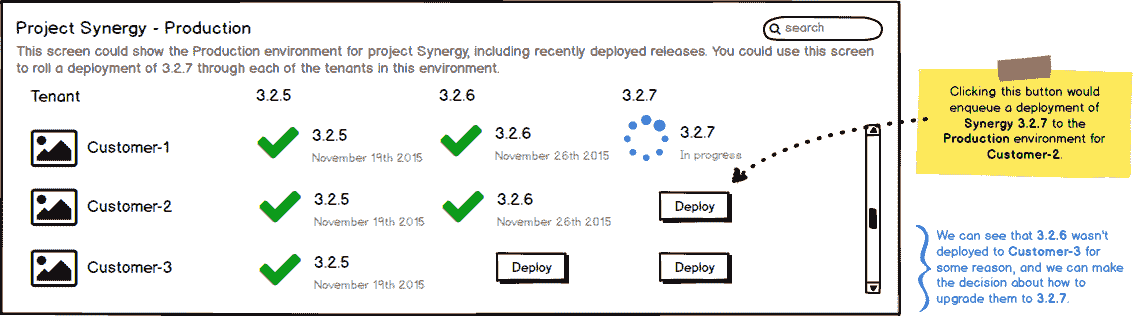 Project Synergy - Production
search
This screen could show the Production environment for project Synergy, including recently deployed releases. You could use this screen
to roll a deployment of 3.2.7 through each of the tenants in this environment.
Tenant 3.2.5 3.2.6 3.2.7
Customer-1 3.2.5 3.2.6 3.2.7
November 19th 2015 November 26th 2015 In progress
Customer-2 3.2.5 3.2.6 Deploy
November 19th 2015 November 26th 2015
Customer-3 3.2.5 Deploy Deploy
November 19th 2015
Clicking this button would
enqueue a deployment of
Synergy 3.2.7 to the
Production environment for
Customer-2.
We can see that 3.2.6 wasn't
deployed to Customer-3 for
some reason, and we can make
the decision about how to
upgrade them to 3.2.7.